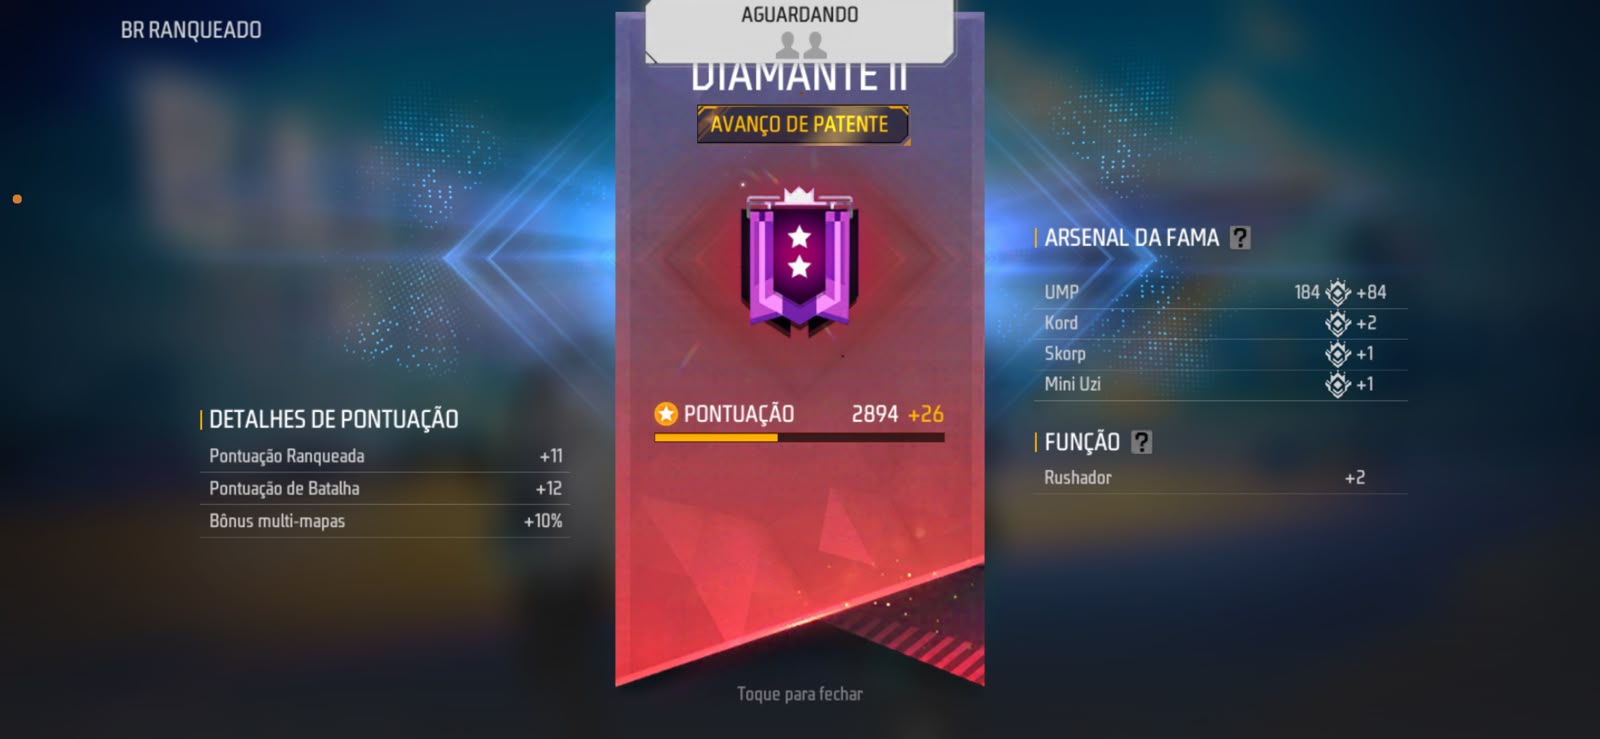 BR RANQUEADO
AGUARDANDO
DIAMANTE II
AVANÇO DE PATENTE
PONTUAÇÃO 2894 +26
DETALHES DE PONTUAÇÃO
Pontuação Ranqueada +11
Pontuação de Batalha +12
Bônus multi-mapas +10%
ARSENAL DA FAMA ?
UMP 184 +84
Kord +2
Skorp +1
Mini Uzi +1
FUNÇÃO ?
Rushador +2
Toque para fechar